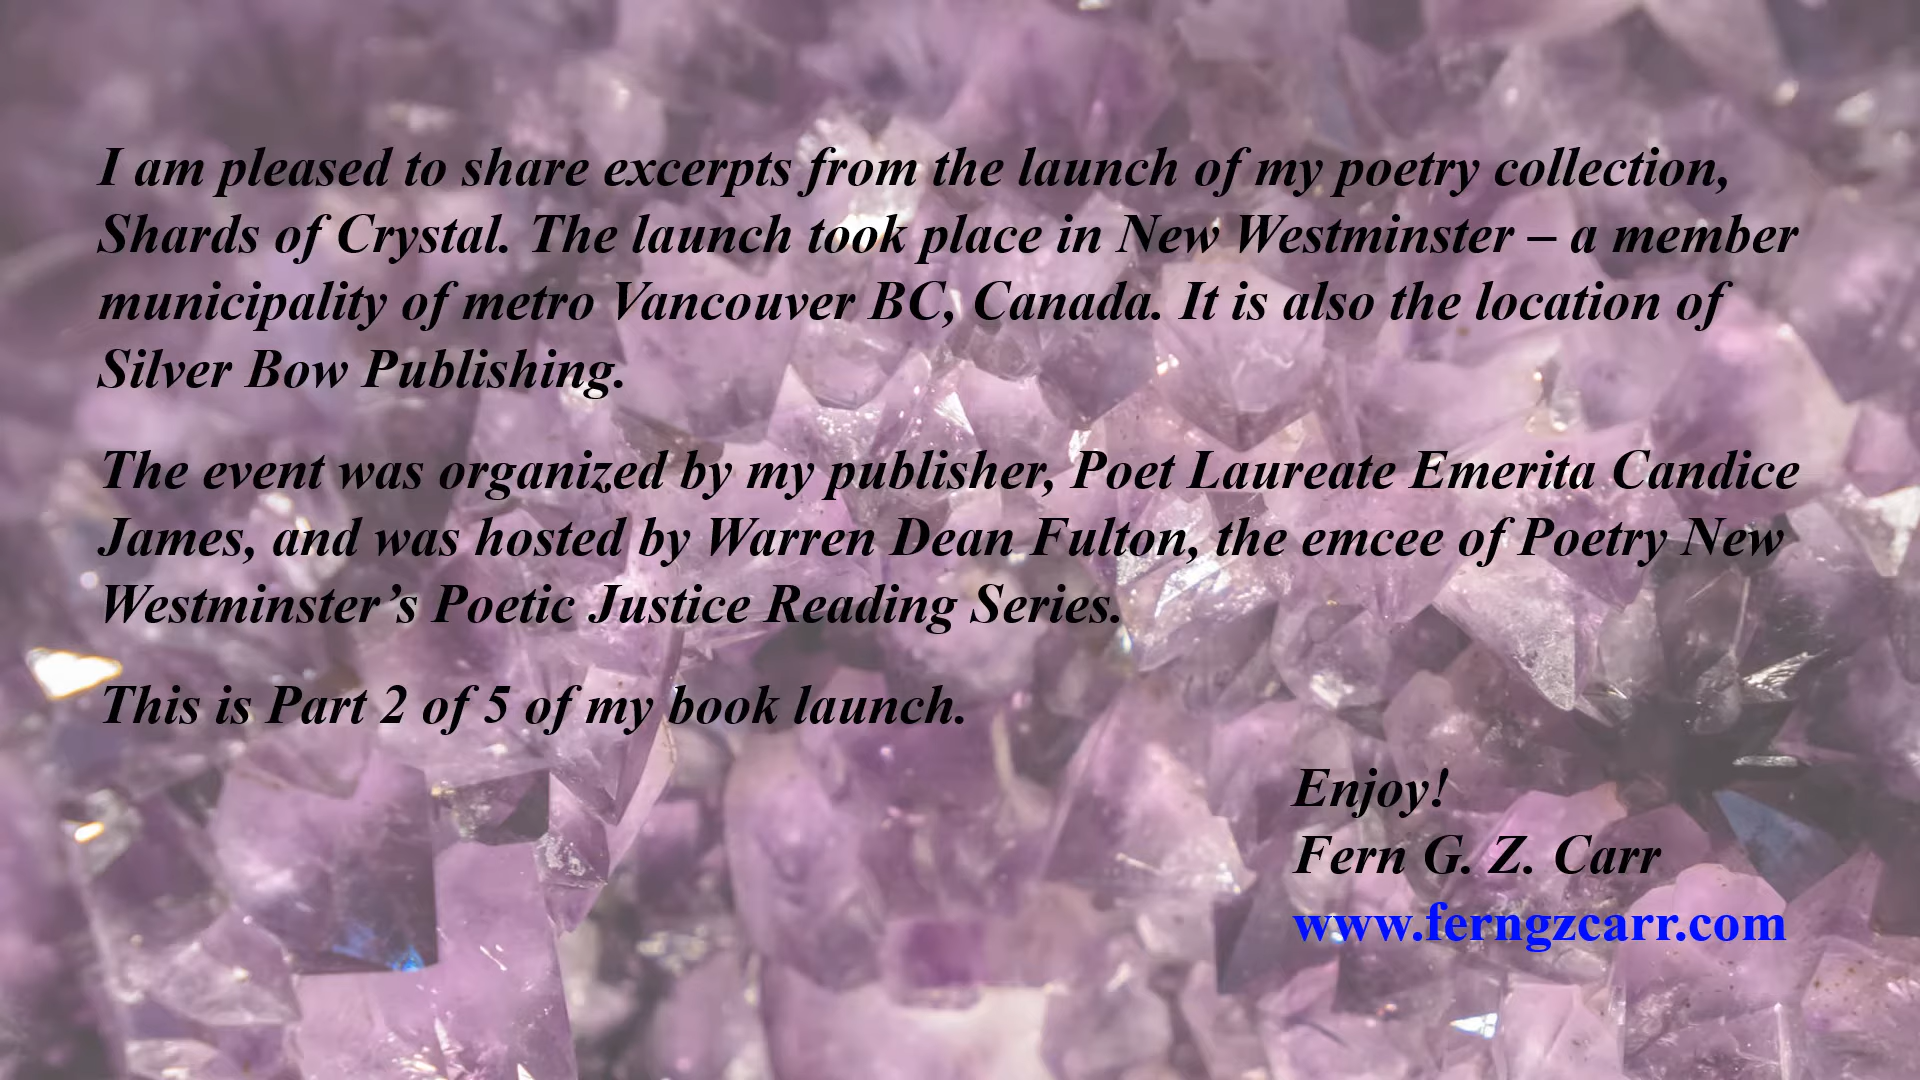 I am pleased to share excerpts from the launch of my poetry collection,
Shards of Crystal. The launch took place in New Westminster – a member
municipality of metro Vancouver BC, Canada. It is also the location of
Silver Bow Publishing.
The event was organized by my publisher, Poet Laureate Emerita Candice
James, and was hosted by Warren Dean Fulton, the emcee of Poetry New
Westminster’s Poetic Justice Reading Series.
This is Part 2 of 5 of my book launch.
Enjoy!
Fern G. Z. Carr
www.ferngzcarr.com